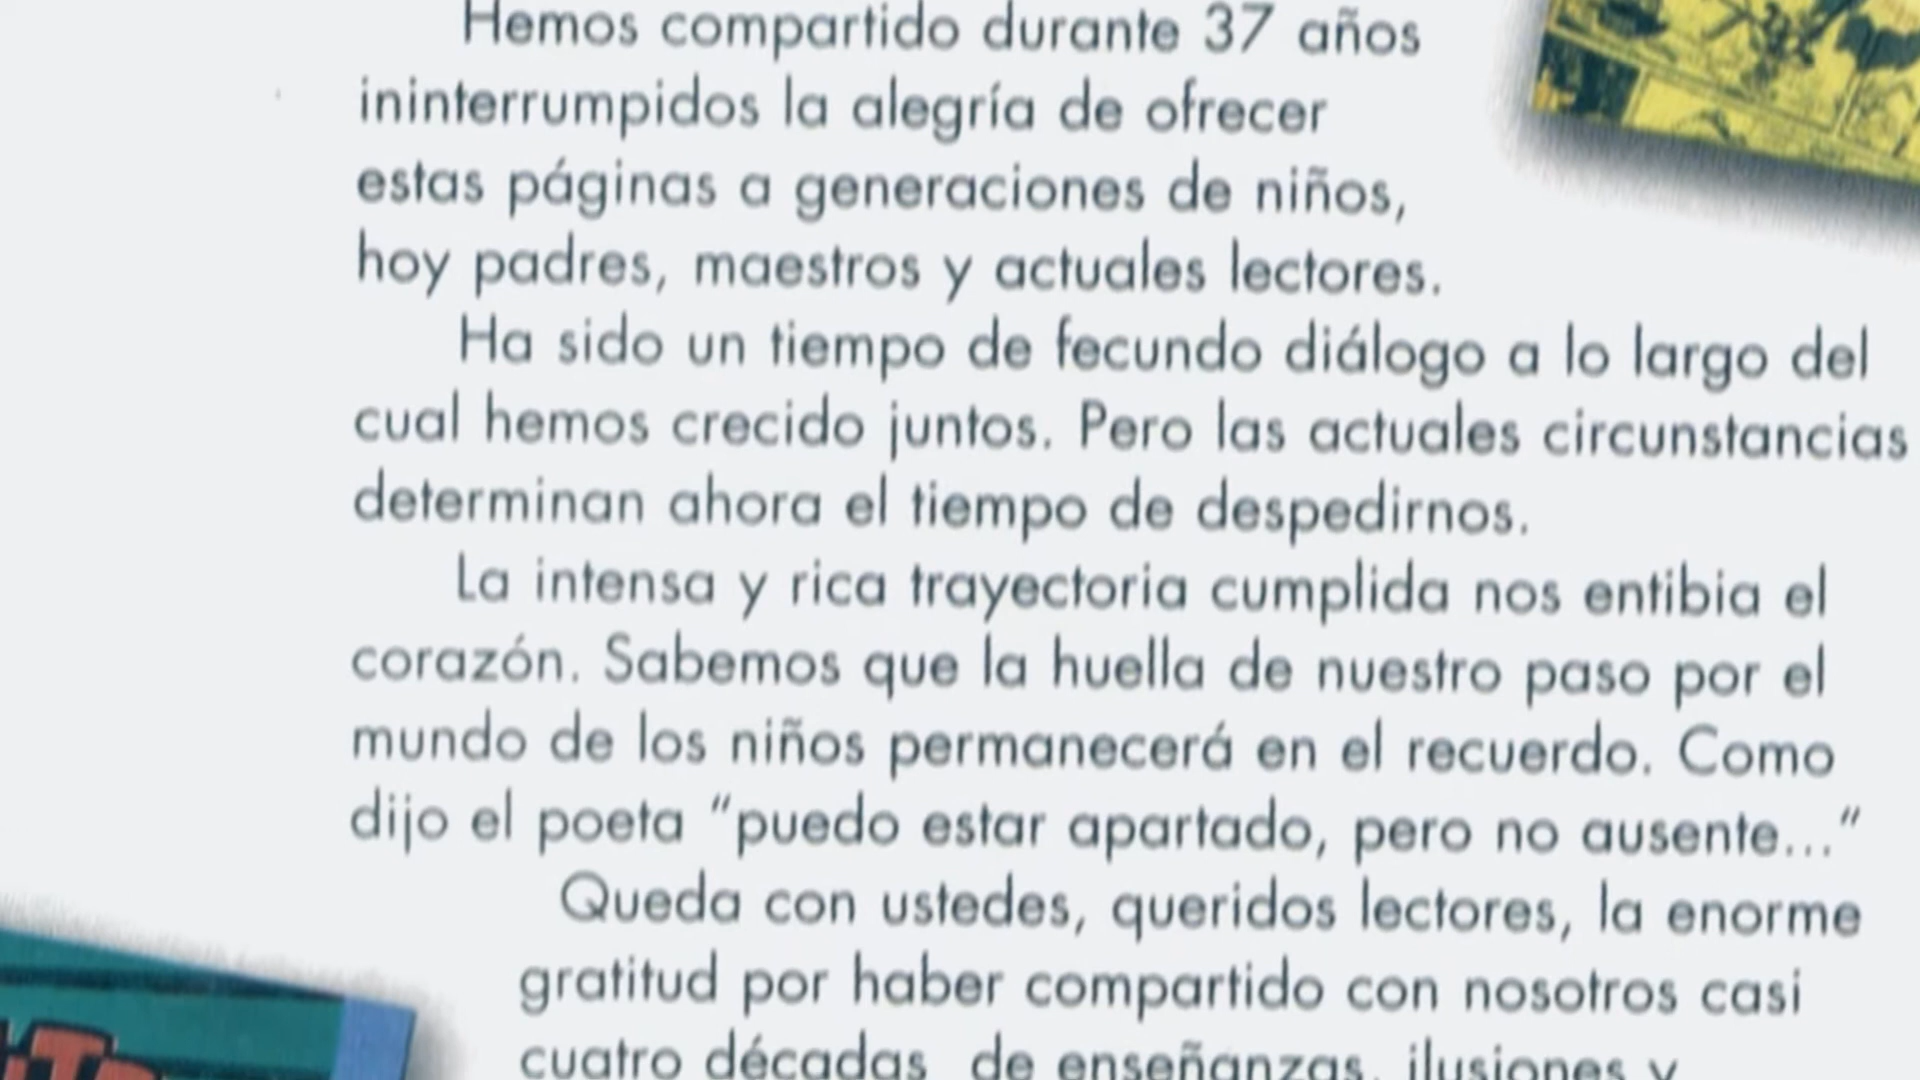 Hemos compartido durante 37 años
ininterrumpidos la alegría de ofrecer
estas páginas a generaciones de niños,
hoy padres, maestros y actuales lectores.
Ha sido un tiempo de fecundo diálogo a lo largo del
cual hemos crecido juntos. Pero las actuales circunstancias
determinan ahora el tiempo de despedirnos.
La intensa y rica trayectoria cumplida nos entibia el
corazón. Sabemos que la huella de nuestro paso por el
mundo de los niños permanecerá en el recuerdo. Como
dijo el poeta “puedo estar apartado, pero no ausente...”
Queda con ustedes, queridos lectores, la enorme
gratitud por haber compartido con nosotros casi
cuatro décadas de enseñanzas, ilusiones y